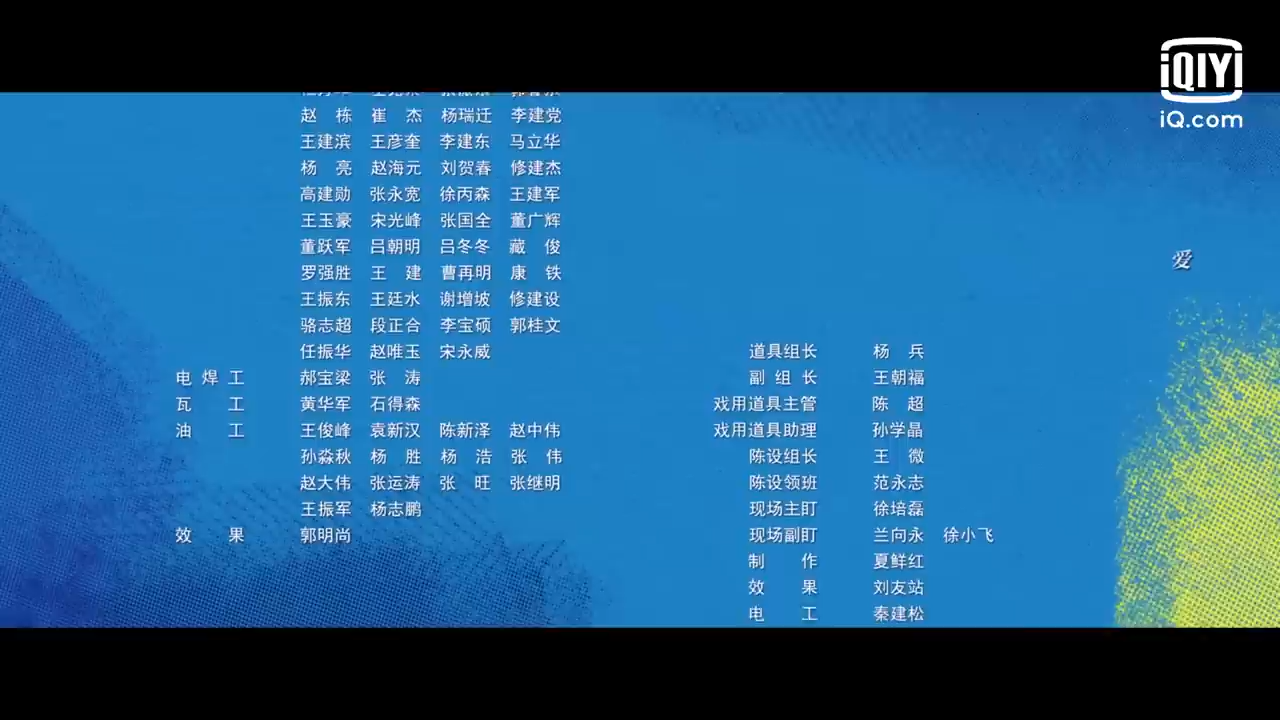 iQIYI
iQ.com
赵 栋 崔 杰 杨瑞迁 李建党
王建滨 王彦奎 李建东 马立华
杨 亮 赵海元 刘贺春 修建杰
高建勋 张永宽 徐丙森 王建军
王玉豪 宋光峰 张国全 董广辉
董跃军 吕朝明 吕冬冬 藏 俊
罗强胜 王 建 曹再明 康 铁
王振东 王廷水 谢增坡 修建设
骆志超 段正合 李宝硕 郭桂文
任振华 赵唯玉 宋永威
电焊工 郝宝梁 张 涛
瓦 工 黄华军 石得森
油 工 王俊峰 袁新汉 陈新泽 赵中伟
孙淼秋 杨 胜 杨 浩 张 伟
赵大伟 张运涛 张 旺 张继明
王振军 杨志鹏
效 果 郭明尚
道具组长 杨 兵
副组长 王朝福
戏用道具主管 陈 超
戏用道具助理 孙学晶
陈设组长 王 微
陈设领班 范永志
现场主盯 徐培磊
现场副盯 兰向永 徐小飞
制 作 夏鲜红
效 果 刘友站
电 工 秦建松
爱